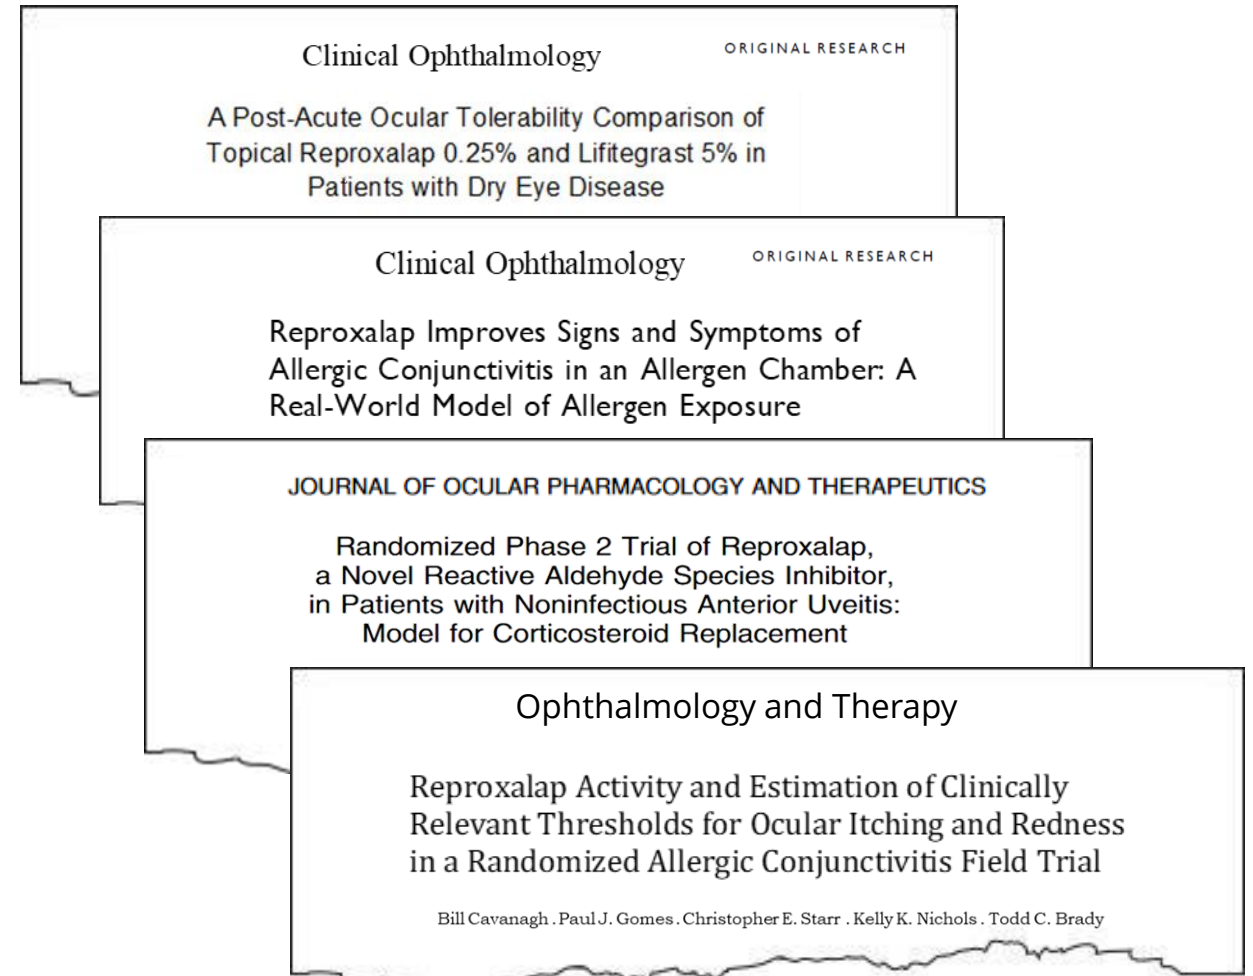 Clinical Ophthalmology
ORIGINAL RESEARCH
A Post-Acute Ocular Tolerability Comparison of
Topical Reproxalap 0.25% and Lifitegrast 5% in
Patients with Dry Eye Disease
Clinical Ophthalmology
ORIGINAL RESEARCH
Reproxalap Improves Signs and Symptoms of
Allergic Conjunctivitis in an Allergen Chamber: A
Real-World Model of Allergen Exposure
JOURNAL OF OCULAR PHARMACOLOGY AND THERAPEUTICS
Randomized Phase 2 Trial of Reproxalap,
a Novel Reactive Aldehyde Species Inhibitor,
in Patients with Noninfectious Anterior Uveitis:
Model for Corticosteroid Replacement
Ophthalmology and Therapy
Reproxalap Activity and Estimation of Clinically
Relevant Thresholds for Ocular Itching and Redness
in a Randomized Allergic Conjunctivitis Field Trial
Bill Cavanagh . Paul J. Gomes . Christopher E. Starr . Kelly K. Nichols . Todd C. Brady